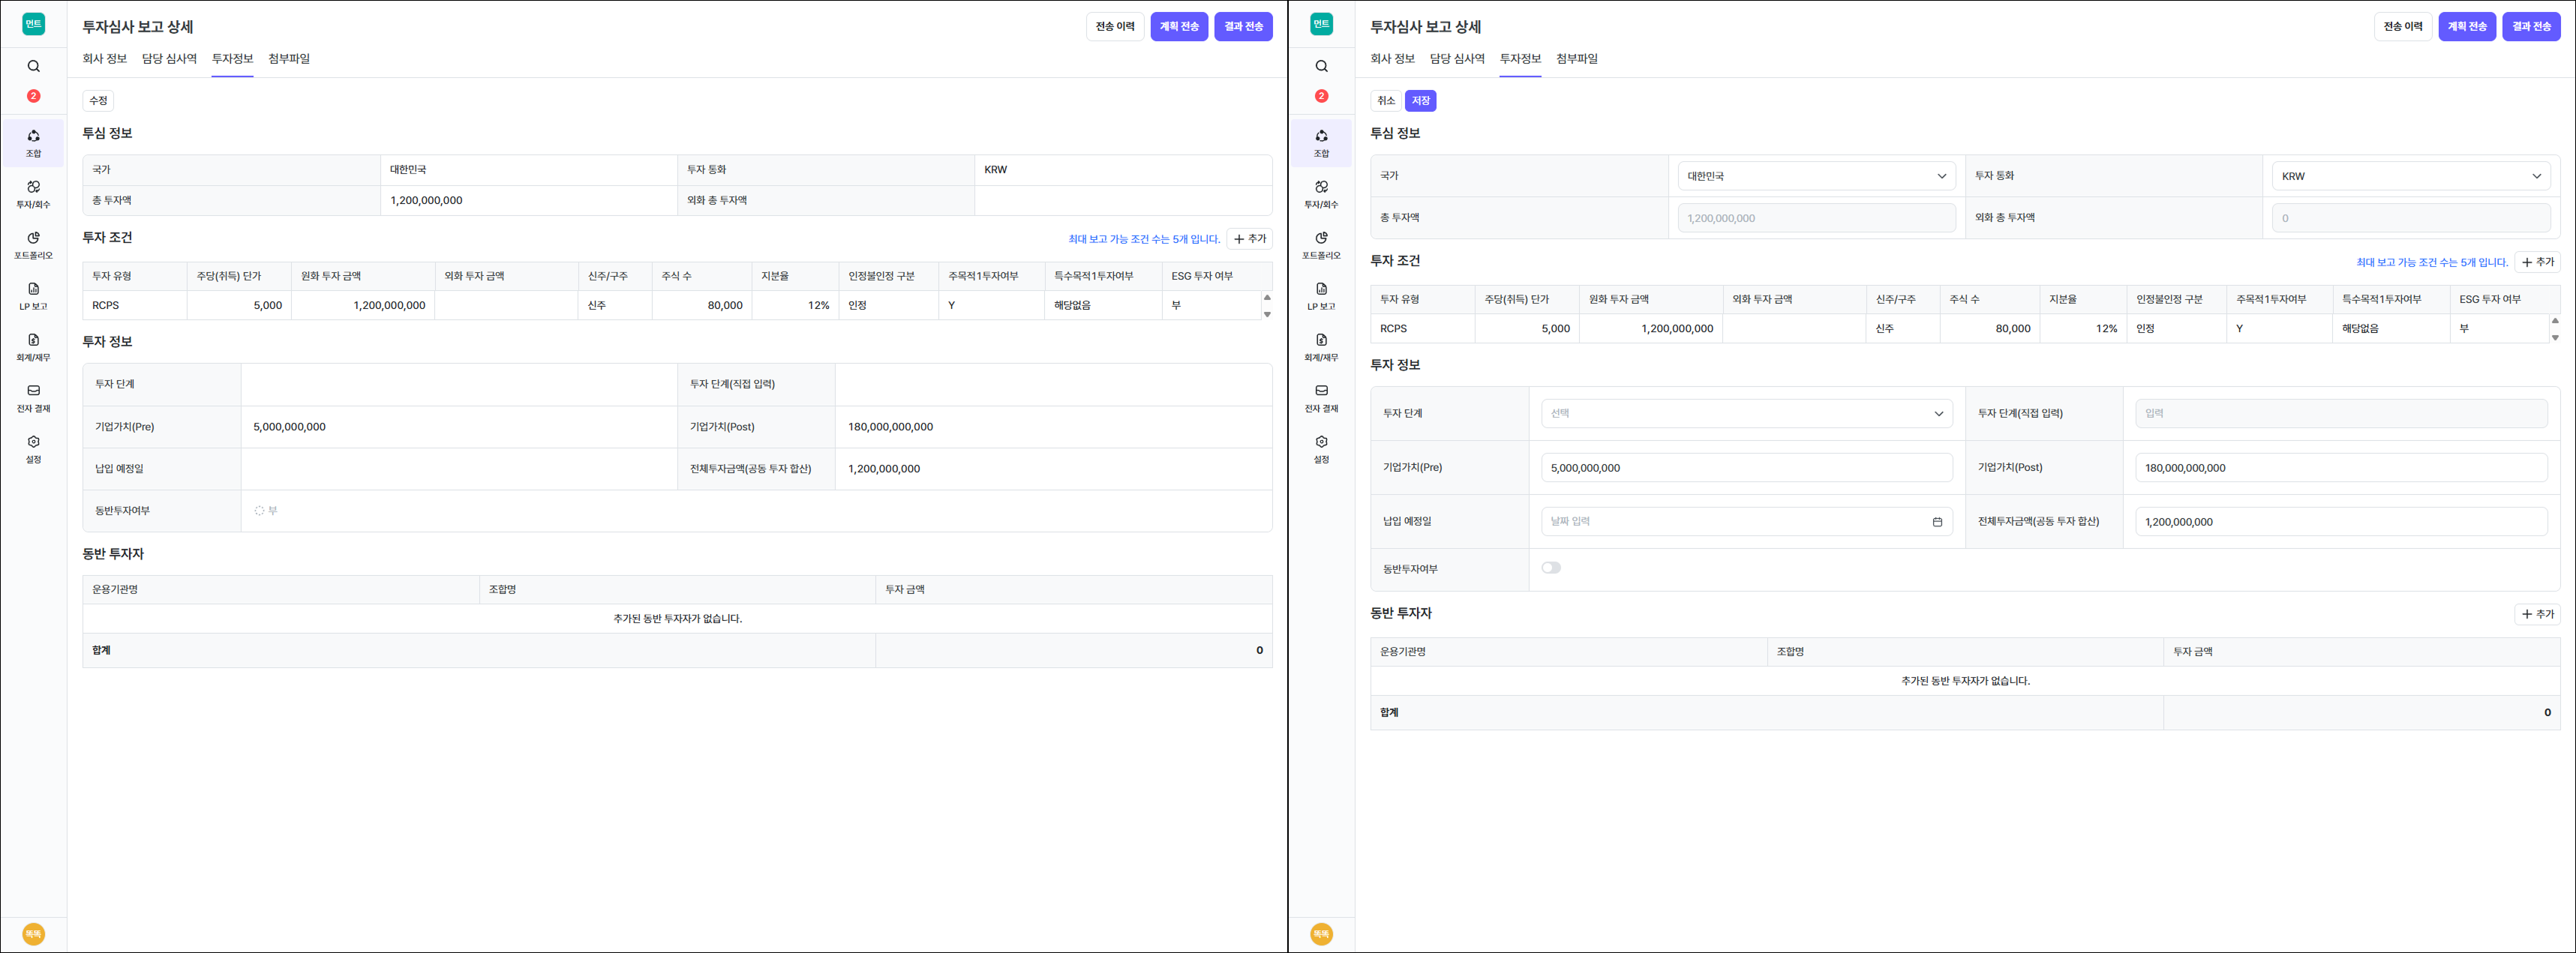 먼트
2
조합
투자/회수
포트폴리오
LP 보고
회계/재무
전자 결재
설정
똑똑
투자심사 보고 상세
전송 이력 계획 전송 결과 전송
회사 정보 담당 심사역 투자정보 첨부파일
수정
투심 정보
국가 대한민국 투자 통화 KRW
총 투자액 1,200,000,000 외화 총 투자액
투자 조건
최대 보고 가능 조건 수는 5개 입니다. + 추가
투자 유형 주당(취득) 단가 원화 투자 금액 외화 투자 금액 신주/구주 주식 수 지분율 인정불인정 구분 주목적1투자여부 특수목적1투자여부 ESG 투자 여부
RCPS 5,000 1,200,000,000 신주 80,000 12% 인정 Y 해당없음 부
투자 정보
투자 단계 투자 단계(직접 입력)
기업가치(Pre) 5,000,000,000 기업가치(Post) 180,000,000,000
납입 예정일 전체투자금액(공동 투자 합산) 1,200,000,000
동반투자여부 부
동반 투자자
운용기관명 조합명 투자 금액
추가된 동반 투자자가 없습니다.
합계 0
먼트
2
조합
투자/회수
포트폴리오
LP 보고
회계/재무
전자 결재
설정
똑똑
투자심사 보고 상세
전송 이력 계획 전송 결과 전송
회사 정보 담당 심사역 투자정보 첨부파일
취소 저장
투심 정보
국가 대한민국 투자 통화 KRW
총 투자액 1,200,000,000 외화 총 투자액 0
투자 조건
최대 보고 가능 조건 수는 5개 입니다. + 추가
투자 유형 주당(취득) 단가 원화 투자 금액 외화 투자 금액 신주/구주 주식 수 지분율 인정불인정 구분 주목적1투자여부 특수목적1투자여부 ESG 투자 여부
RCPS 5,000 1,200,000,000 신주 80,000 12% 인정 Y 해당없음 부
투자 정보
투자 단계 선택 투자 단계(직접 입력) 입력
기업가치(Pre) 5,000,000,000 기업가치(Post) 180,000,000,000
납입 예정일 날짜 입력 전체투자금액(공동 투자 합산) 1,200,000,000
동반투자여부
동반 투자자
+ 추가
운용기관명 조합명 투자 금액
추가된 동반 투자자가 없습니다.
합계 0